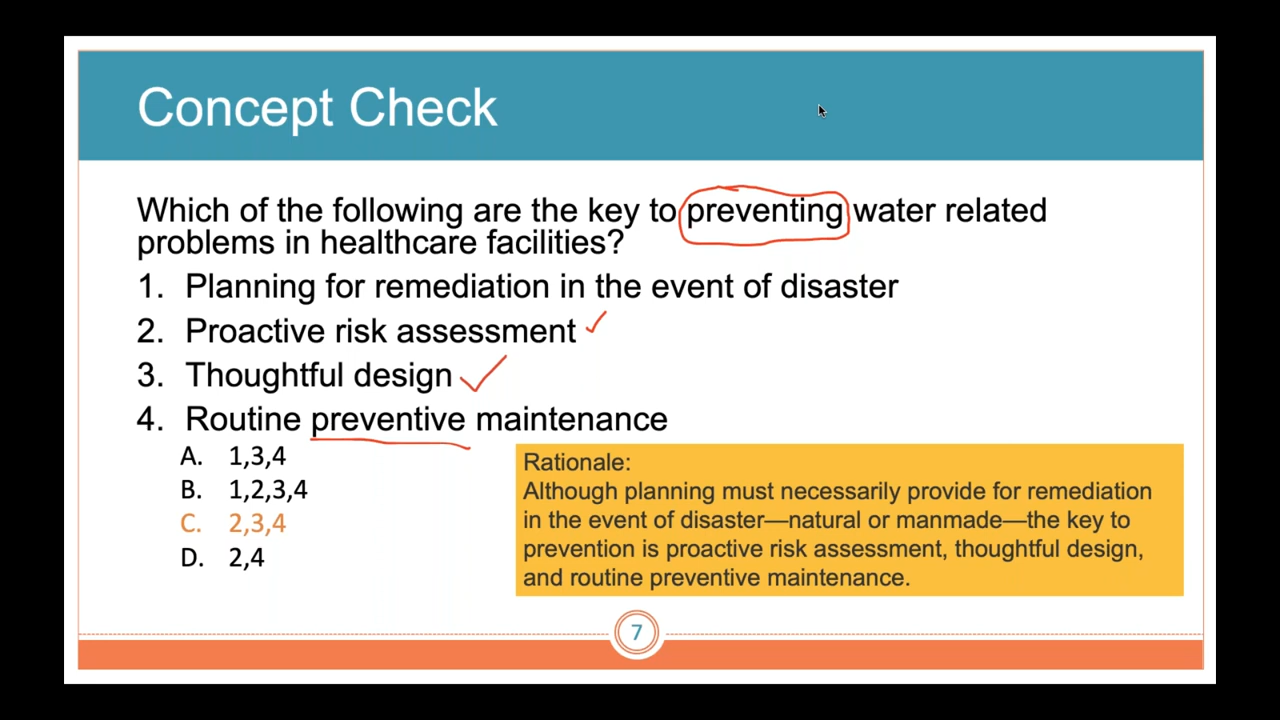 Concept Check
Which of the following are the key to preventing water related
problems in healthcare facilities?
1. Planning for remediation in the event of disaster
2. Proactive risk assessment
3. Thoughtful design
4. Routine preventive maintenance
A. 1,3,4
B. 1,2,3,4
C. 2,3,4
D. 2,4
Rationale:
Although planning must necessarily provide for remediation
in the event of disaster—natural or manmade—the key to
prevention is proactive risk assessment, thoughtful design,
and routine preventive maintenance.
7